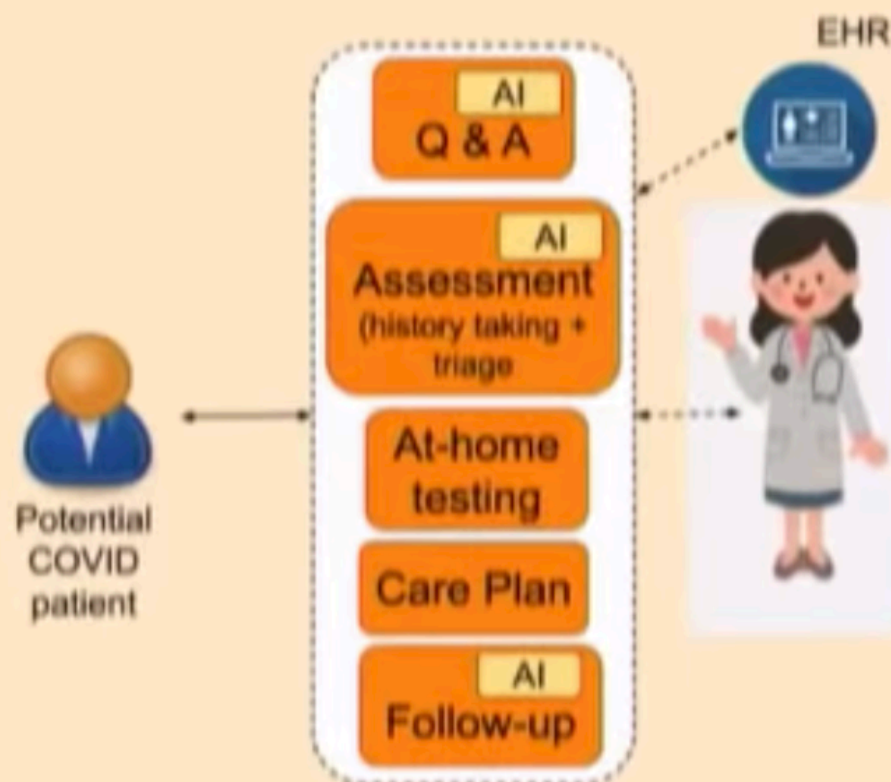 EHR
AI
Q & A
AI
Assessment
(history taking +
triage
At-home
testing
Care Plan
AI
Follow-up
Potential
COVID
patient